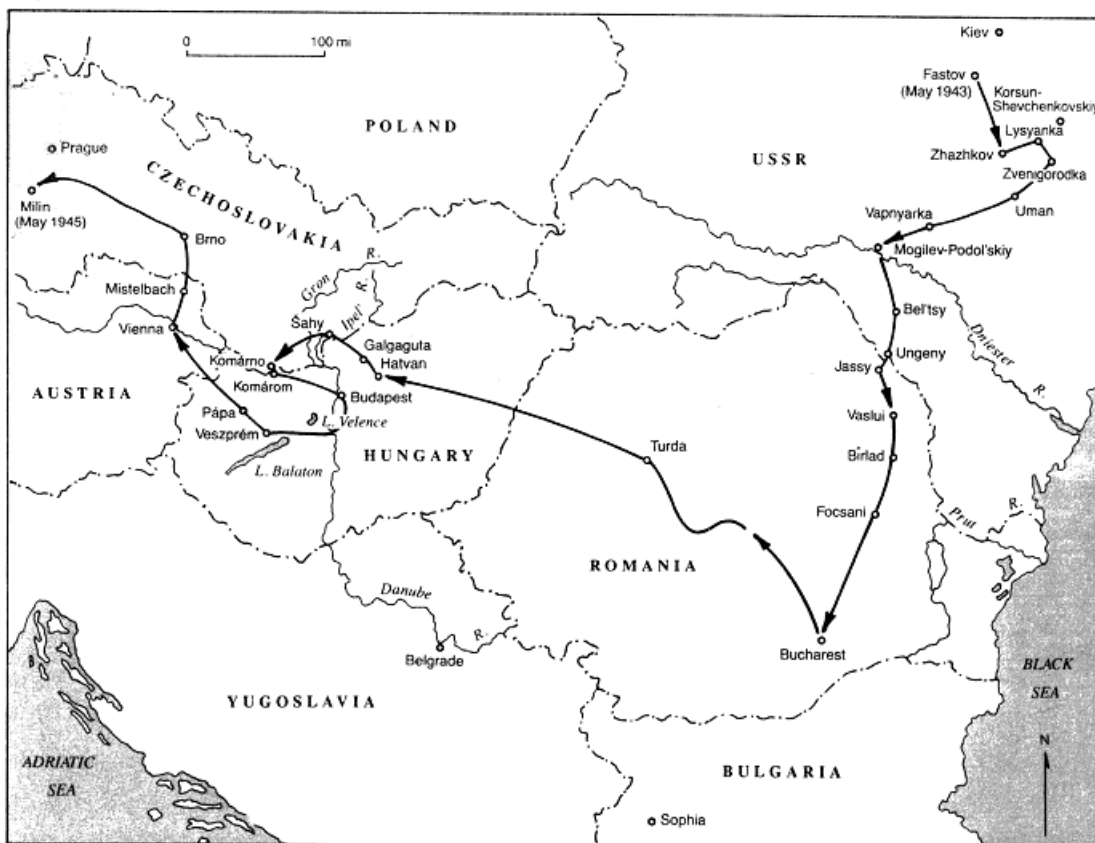 0 100 mi
Kiev
Fastov
(May 1943)
Korsun-
Shevchenkovskiy
Lysyanka
Zhazhkov
Zvenigorodka
POLAND
USSR
Prague
CZECHOSLOVAKIA
Milin
(May 1945)
Uman
Vapnyarka
Mogilev-Podol'skiy
Brno
Gron R.
Ipel' R.
Mistelbach
Bel'tsy
Dniester R.
Vienna
Sahy
Galgaguta
Hatvan
Ungeny
Jassy
Komárno
Komárom
AUSTRIA
Budapest
Pápa
L. Velence
Vaslui
Veszprém
HUNGARY
Turda
Bîrlad
L. Balaton
Focsani
Prut R.
ROMANIA
Danube R.
Bucharest
Belgrade
BLACK
SEA
YUGOSLAVIA
N
ADRIATIC
SEA
BULGARIA
Sophia